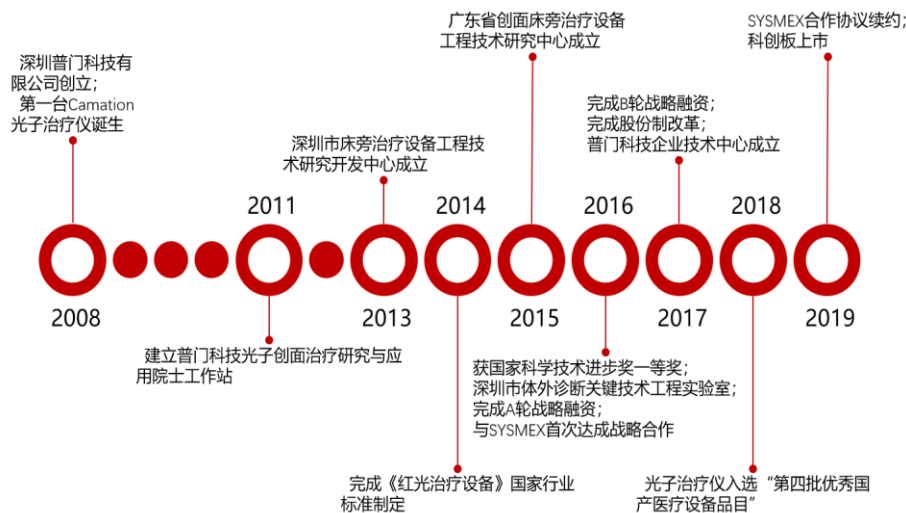 深圳普门科技有
限公司创立；
第一台Camation
光子治疗仪诞生
2008
2011
建立普门科技光子创面治疗研究与应
用院士工作站
深圳市床旁治疗设备工程技
术研究开发中心成立
2013
2014
完成《红光治疗设备》国家行业
标准制定
广东省创面床旁治疗设备
工程技术研究中心成立
2015
2016
获国家科学技术进步奖一等奖；
深圳市体外诊断关键技术工程实验室；
完成A轮战略融资；
与SYSMEX首次达成战略合作
完成B轮战略融资；
完成股份制改革；
普门科技企业技术中心成立
2017
2018
光子治疗仪入选“第四批优秀国
产医疗设备品目”
SYSMEX合作协议续约；
科创板上市
2019